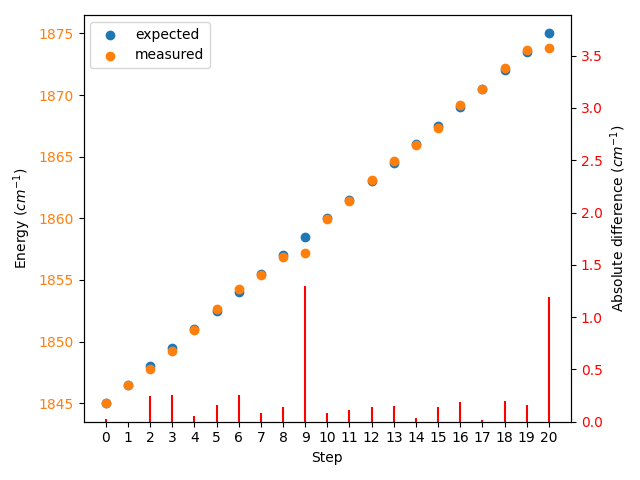 expected
measured
1875
1870
1865
1860
1855
1850
1845
Energy (cm⁻¹)
3.5
3.0
2.5
2.0
1.5
1.0
0.5
0.0
Absolute difference (cm⁻¹)
0 1 2 3 4 5 6 7 8 9 10 11 12 13 14 15 16 17 18 19 20
Step